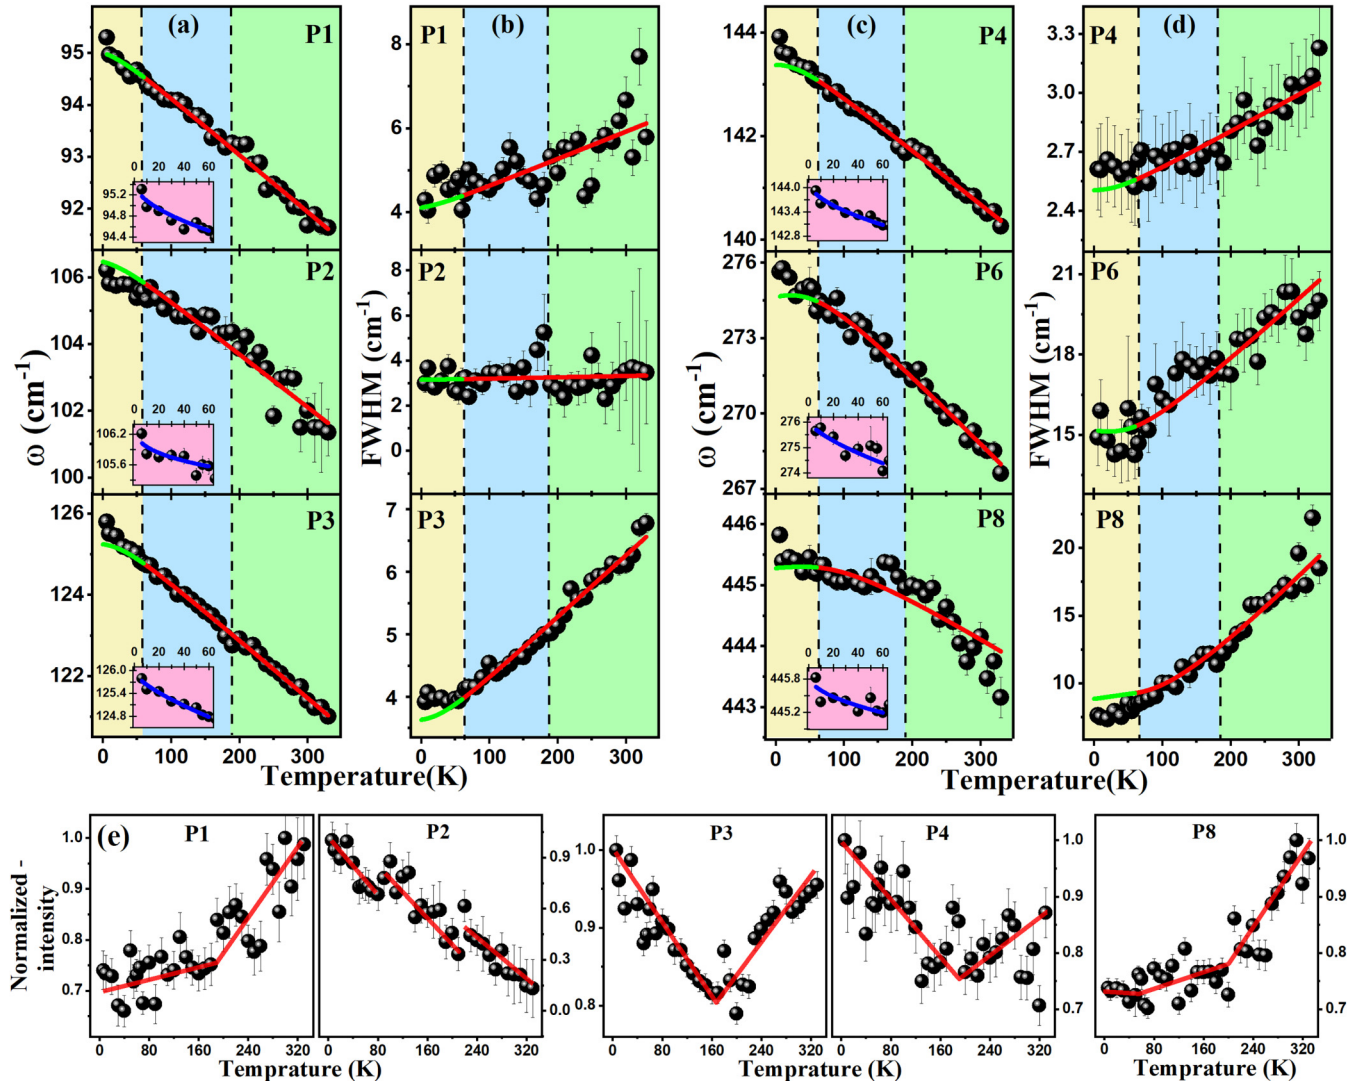 (a) P1
95
94
93
92
0 20 40 60
95.2
94.8
94.4
(b)
P1
8
6
4
(c) P4
144
142
140
0 20 40 60
144.0
143.4
142.8
(d)
P4
3.3
3.0
2.7
2.4
P2
106
104
102
100
0 20 40 60
106.2
105.6
P2
8
6
4
2
0
P6
276
273
270
267
0 20 40 60
276
275
274
P6
21
18
15
P3
126
124
122
0 20 40 60
126.0
125.4
124.8
P3
7
6
5
4
P8
446
445
444
443
0 20 40 60
445.8
445.2
P8
20
15
10
ω (cm-1)
FWHM (cm-1)
ω (cm-1)
FWHM (cm-1)
0 100 200 300
0 100 200 300
0 100 200 300
0 100 200 300
Temperature(K)
Temperature(K)
(e) P1
P2
P3
P4
P8
Normalized -
intensity
1.0
0.9
0.8
0.7
0.9
0.6
0.3
0.0
1.0
0.9
0.8
1.0
0.9
0.8
0.7
1.0
0.9
0.8
0.7
0 80 160 240 320
0 80 160 240 320
0 80 160 240 320
0 80 160 240 320
0 80 160 240 320
Temprature (K)
Temprature (K)
Temprature (K)